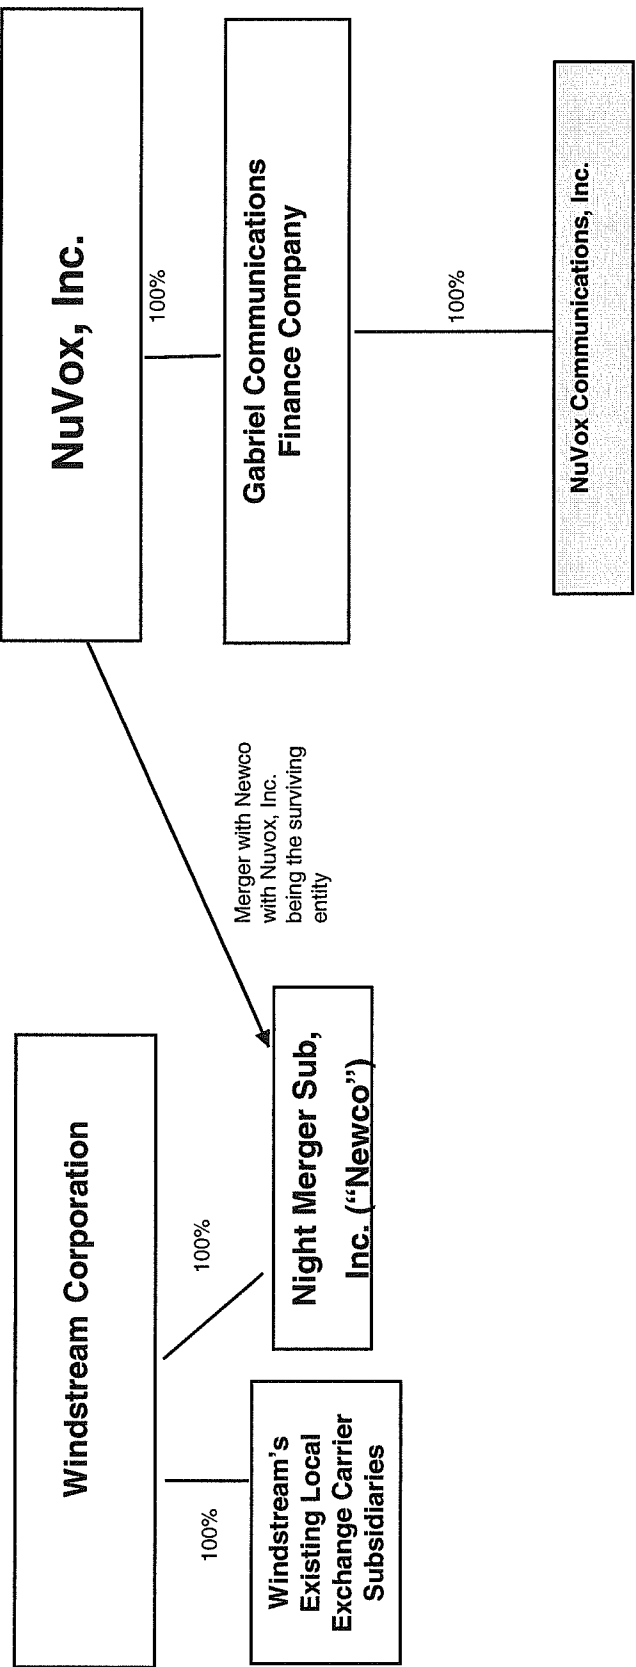 Windstream Corporation
100%
100%
Windstream's
Existing Local
Exchange Carrier
Subsidiaries
Night Merger Sub,
Inc. (“Newco”)
Merger with Newco
with Nuvox, Inc.
being the surviving
entity
NuVox, Inc.
100%
Gabriel Communications
Finance Company
100%
NuVox Communications, Inc.